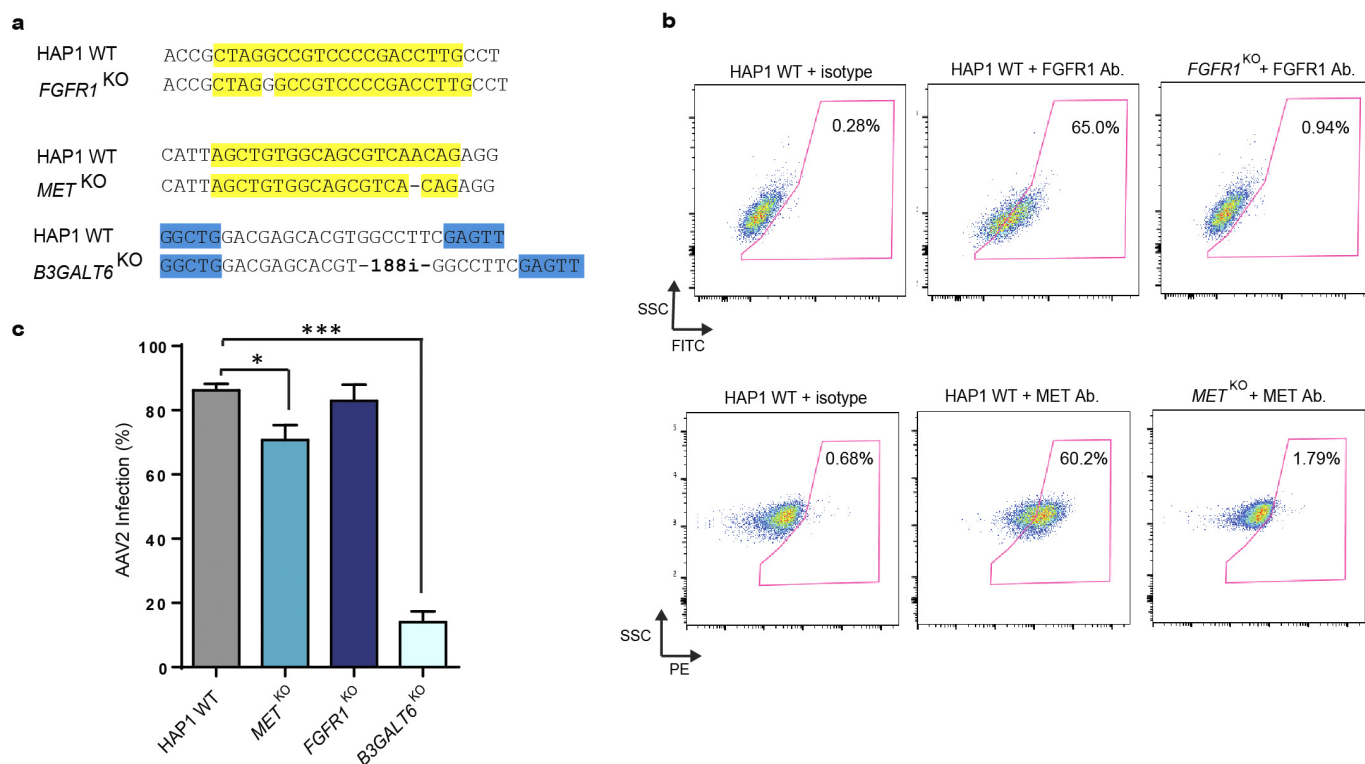 a
HAP1 WT ACCGCTAGGCCGTCCCCGACCTTGCCT
FGFR1 KO ACCGCTAGGGCCGTCCCCGACCTTGCCT
HAP1 WT CATTAGCTGTGGCAGCGTCAACAGAGG
MET KO CATTAGCTGTGGCAGCGTCA-CAGAGG
HAP1 WT GGCTGGACGAGCACGTGGCCTTCGAGTT
B3GALT6 KO GGCTGGACGAGCACGT-188i-GGCCTTCGAGTT
b
HAP1 WT + isotype
HAP1 WT + FGFR1 Ab.
FGFR1 KO + FGFR1 Ab.
0.28%
65.0%
0.94%
SSC
FITC
HAP1 WT + isotype
HAP1 WT + MET Ab.
MET KO + MET Ab.
0.68%
60.2%
1.79%
SSC
PE
c
***
*
AAV2 Infection (%)
100
80
60
40
20
0
HAP1 WT
MET KO
FGFR1 KO
B3GALT6 KO